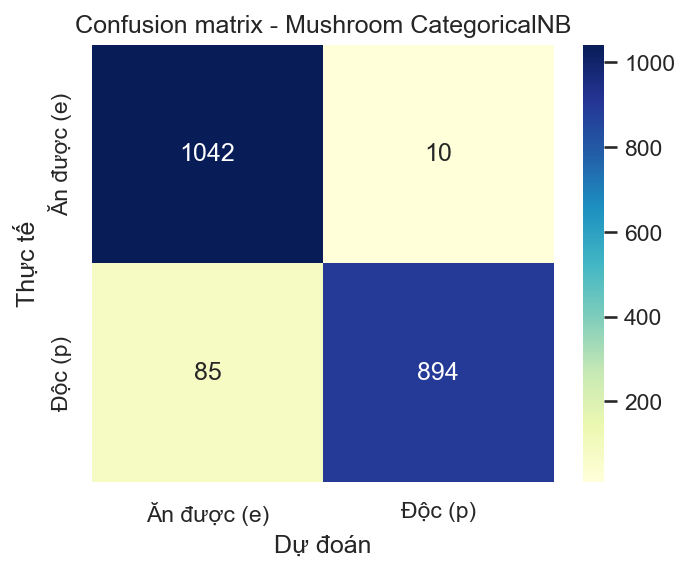 Confusion matrix - Mushroom CategoricalNB
Thực tế
Ăn được (e)
1042
10
Độc (p)
85
894
Ăn được (e)
Độc (p)
Dự đoán
1000
800
600
400
200